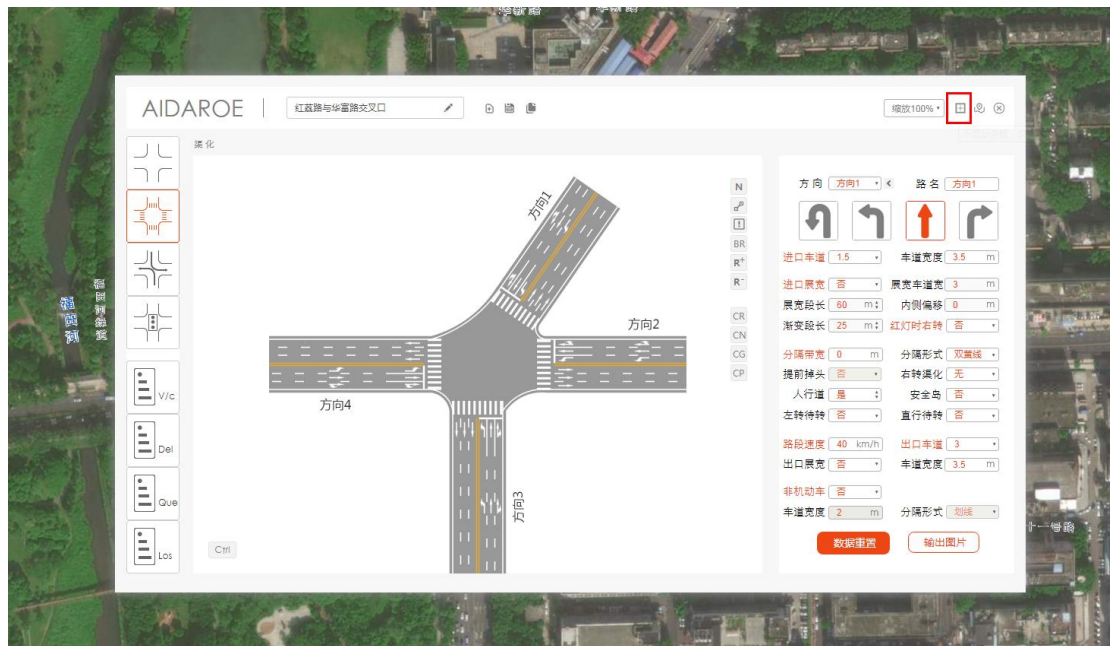 AIDAROE
红荔路与华富路交叉口
缩放100%
渠化
V/c
Del
Que
Los
Ctrl
方向1
方向2
方向3
方向4
N
BR
R+
R-
CR
CN
CG
CP
方向 方向1 路名 方向1
进口车道 1.5 车道宽度 3.5 m
进口展宽 否 展宽车道宽 3 m
展宽段长 60 m 内侧偏移 0 m
渐变段长 25 m 红灯时右转 否
分隔带宽 0 m 分隔形式 双黄线
提前掉头 否 右转渠化 无
人行道 是 安全岛 否
左转待转 否 直行待转 否
路段速度 40 km/h 出口车道 3
出口展宽 否 车道宽度 3.5 m
非机动车 否
车道宽度 2 m 分隔形式 划线
数据重置 输出图片
福田河